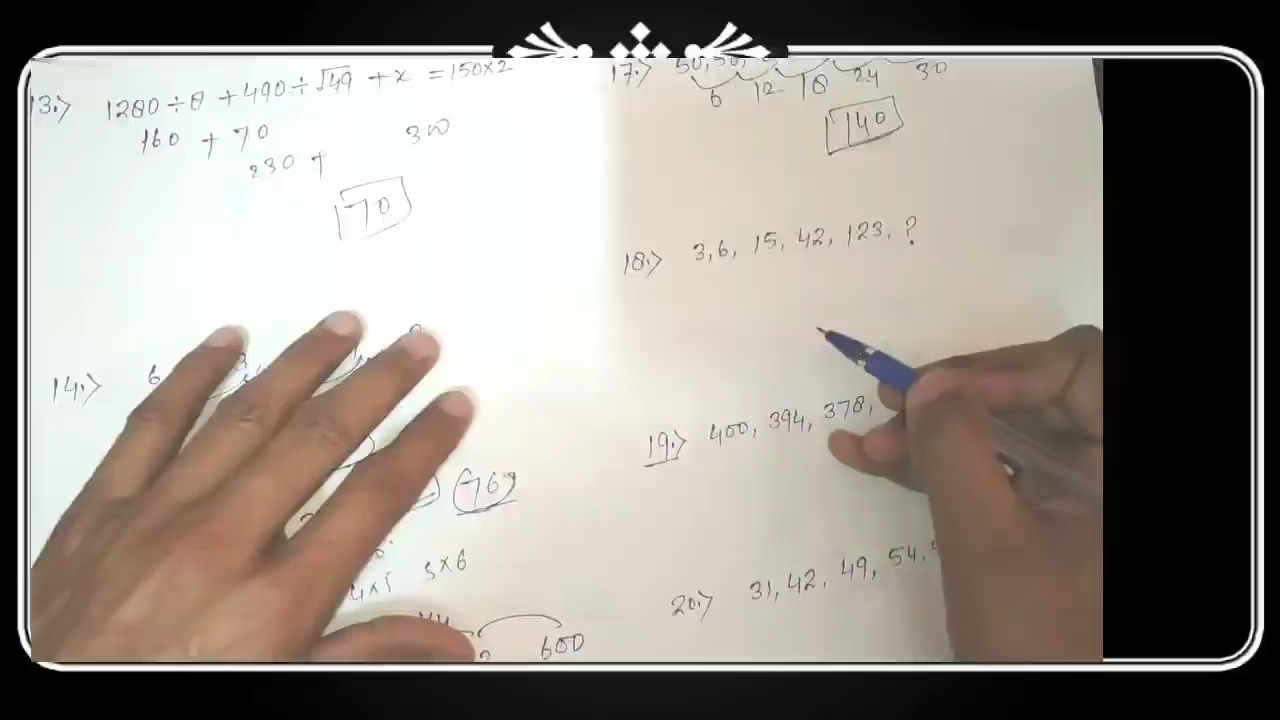 13.) 1280 ÷ 8 + 490 ÷ √49 + x = 150 × 2
160 + 70 300
230 +
70
14.) 6
769
4×5 5×6
600
17.) 50, 50,
6 12 18 24 30
140
18.) 3, 6, 15, 42, 123, ?
19.) 400, 394, 378,
20.) 31, 42, 49, 54,